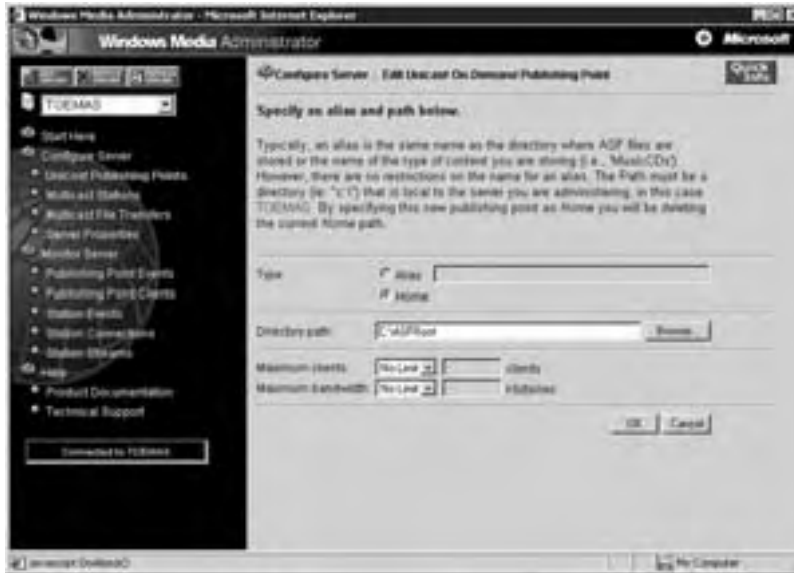 Windows Media Administrator - Microsoft Internet Explorer
Windows Media Administrator
Microsoft
TOEMAS
Start Here
Configure Server
Unicast Publishing Points
Multicast Stations
Multicast File Transfers
Server Properties
Monitor Server
Publishing Point Events
Publishing Point Clients
Station Events
Station Connections
Station Streams
Help
Product Documentation
Technical Support
Connected to TOEMAS
Configure Server : Edit Unicast On Demand Publishing Point
Quick Info
Specify an alias and path below.
Typically, an alias is the same name as the directory where ASF files are
stored or the name of the type of content you are storing (i.e., 'MusicCDs').
However, there are no restrictions on the name for an alias. The Path must be a
directory (ie: "c:\") that is local to the server you are administering, in this case
TOEMAS. By specifying this new publishing point as Home you will be deleting
the current Home path.
Type
Alias
Home
Directory path
C:\ASFRoot
Browse...
Maximum clients
No Limit
clients
Maximum bandwidth
No Limit
Kbits/sec
OK
Cancel
My Computer